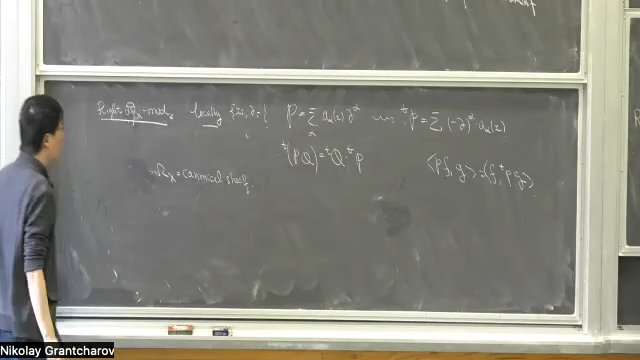 Right D_X-mod. locally {z_i, ∂_i} P = Σ_α a_α(z) ∂^α ⇝ ᵗP = Σ (-∂)^α · a_α(z)
ᵗ(PQ) = ᵗQ · ᵗP
Ω_X = canonical sheaf.
⟨Pf, g⟩ = ⟨f, ᵗPg⟩
Nikolay Grantcharov